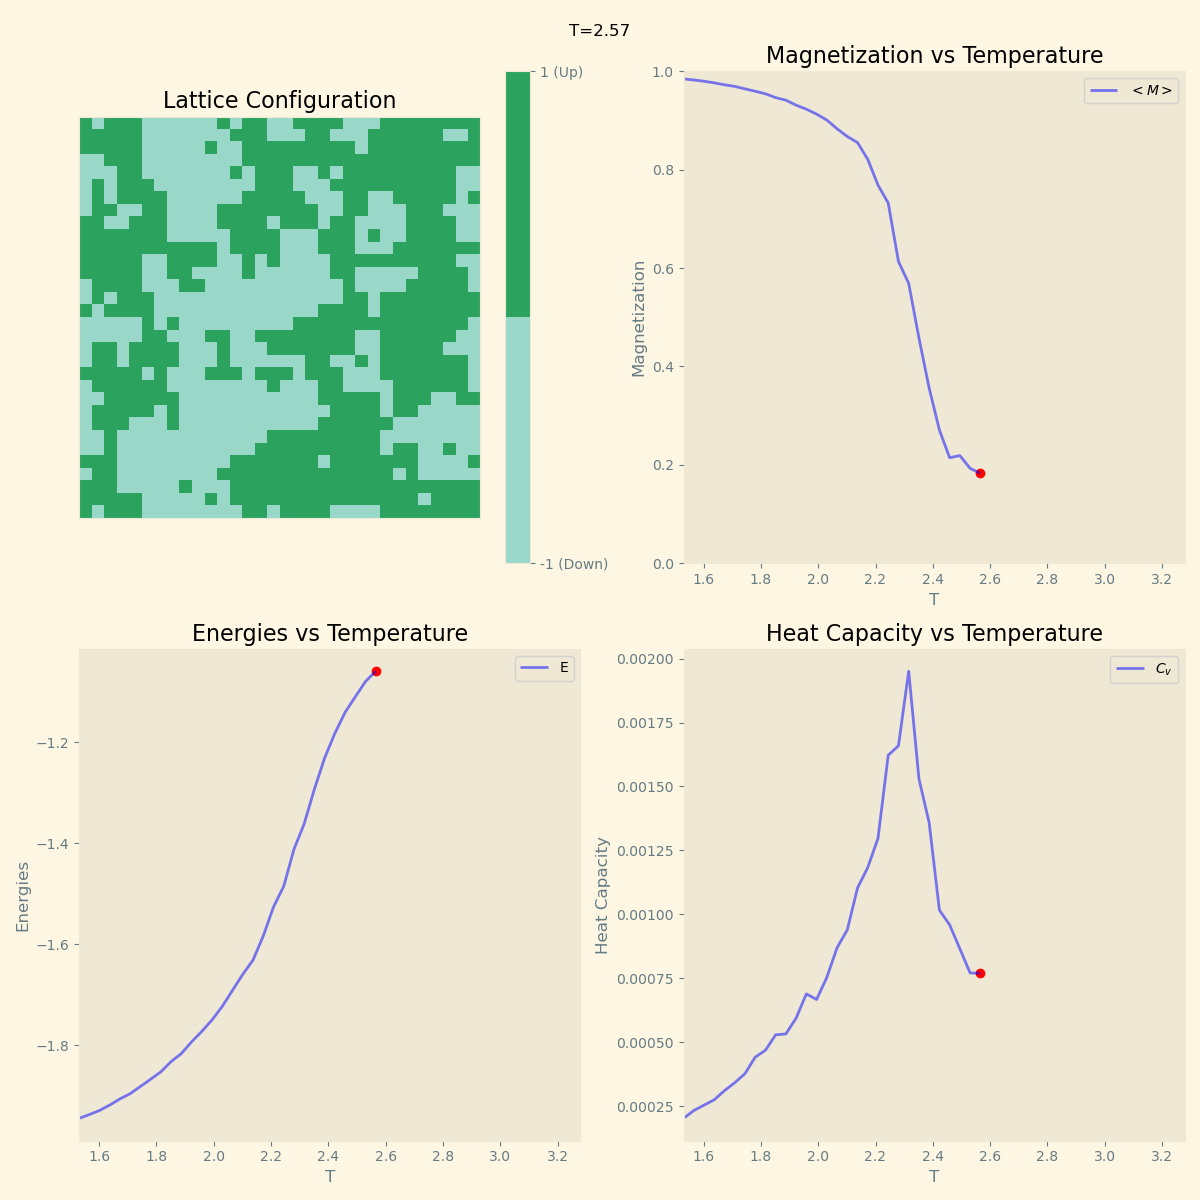 T=2.57
Lattice Configuration
1 (Up)
-1 (Down)
Magnetization vs Temperature
<M>
Magnetization
1.0
0.8
0.6
0.4
0.2
0.0
1.6 1.8 2.0 2.2 2.4 2.6 2.8 3.0 3.2
T
Energies vs Temperature
E
Energies
−1.2
−1.4
−1.6
−1.8
1.6 1.8 2.0 2.2 2.4 2.6 2.8 3.0 3.2
T
Heat Capacity vs Temperature
Cv
Heat Capacity
0.00200
0.00175
0.00150
0.00125
0.00100
0.00075
0.00050
0.00025
1.6 1.8 2.0 2.2 2.4 2.6 2.8 3.0 3.2
T